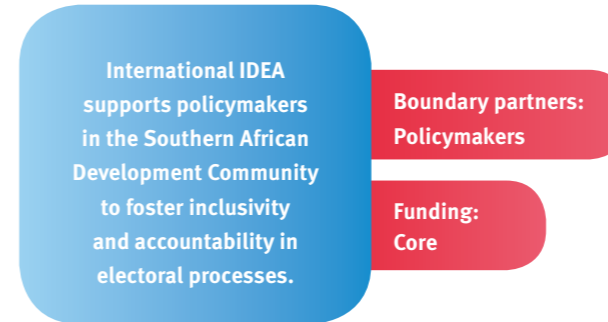 International IDEA
supports policymakers
in the Southern African
Development Community
to foster inclusivity
and accountability in
electoral processes.
Boundary partners:
Policymakers
Funding:
Core